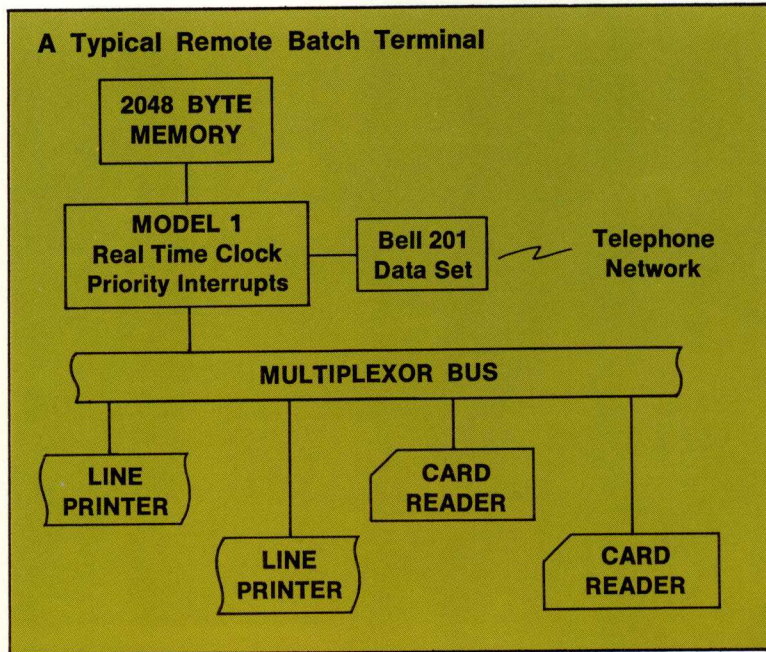 A Typical Remote Batch Terminal
2048 BYTE
MEMORY
MODEL 1
Real Time Clock
Priority Interrupts
Bell 201
Data Set
Telephone
Network
MULTIPLEXOR BUS
LINE
PRINTER
LINE
PRINTER
CARD
READER
CARD
READER